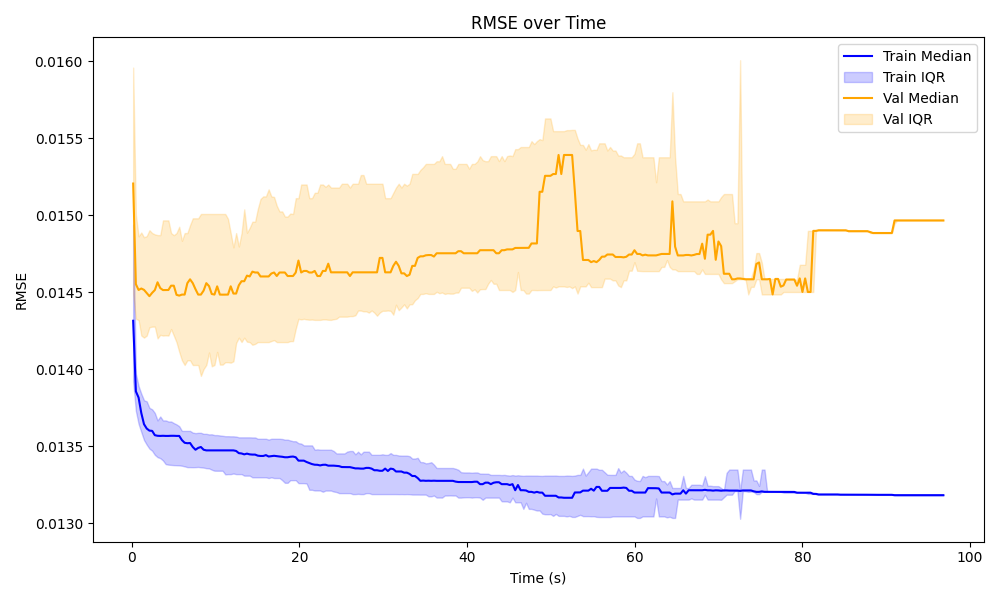 RMSE over Time
Train Median
Train IQR
Val Median
Val IQR
RMSE
0.0160
0.0155
0.0150
0.0145
0.0140
0.0135
0.0130
0 20 40 60 80 100
Time (s)